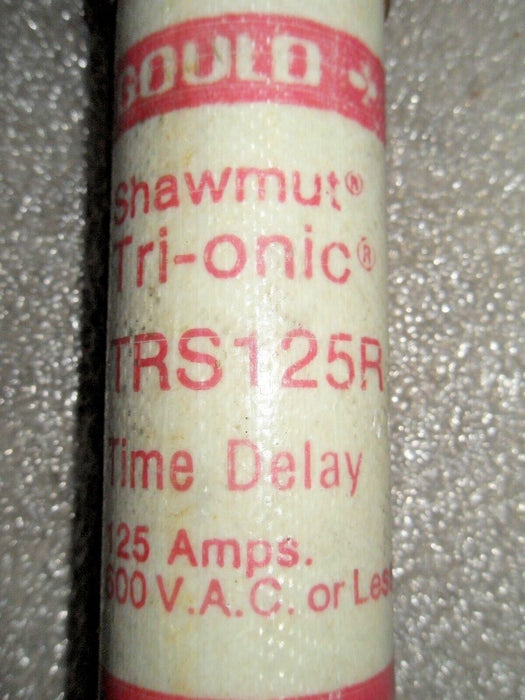 GOULD
Shawmut®
Tri-onic®
TRS125R
Time Delay
125 Amps.
600 V.A.C. or Less